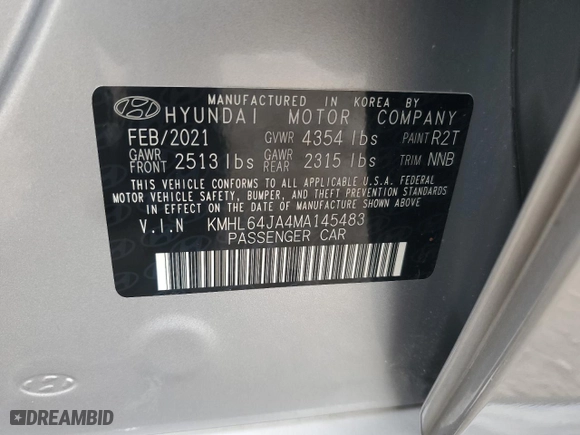 MANUFACTURED IN KOREA BY
HYUNDAI MOTOR COMPANY
FEB/2021 GVWR 4354 lbs PAINT R2T
GAWR FRONT 2513 lbs GAWR REAR 2315 lbs TRIM NNB
THIS VEHICLE CONFORMS TO ALL APPLICABLE U.S.A. FEDERAL
MOTOR VEHICLE SAFETY, BUMPER, AND THEFT PREVENTION STANDARDS
IN EFFECT ON THE DATE OF MANUFACTURE SHOWN ABOVE.
V.I.N KMHL64JA4MA145483
PASSENGER CAR
DREAMBID